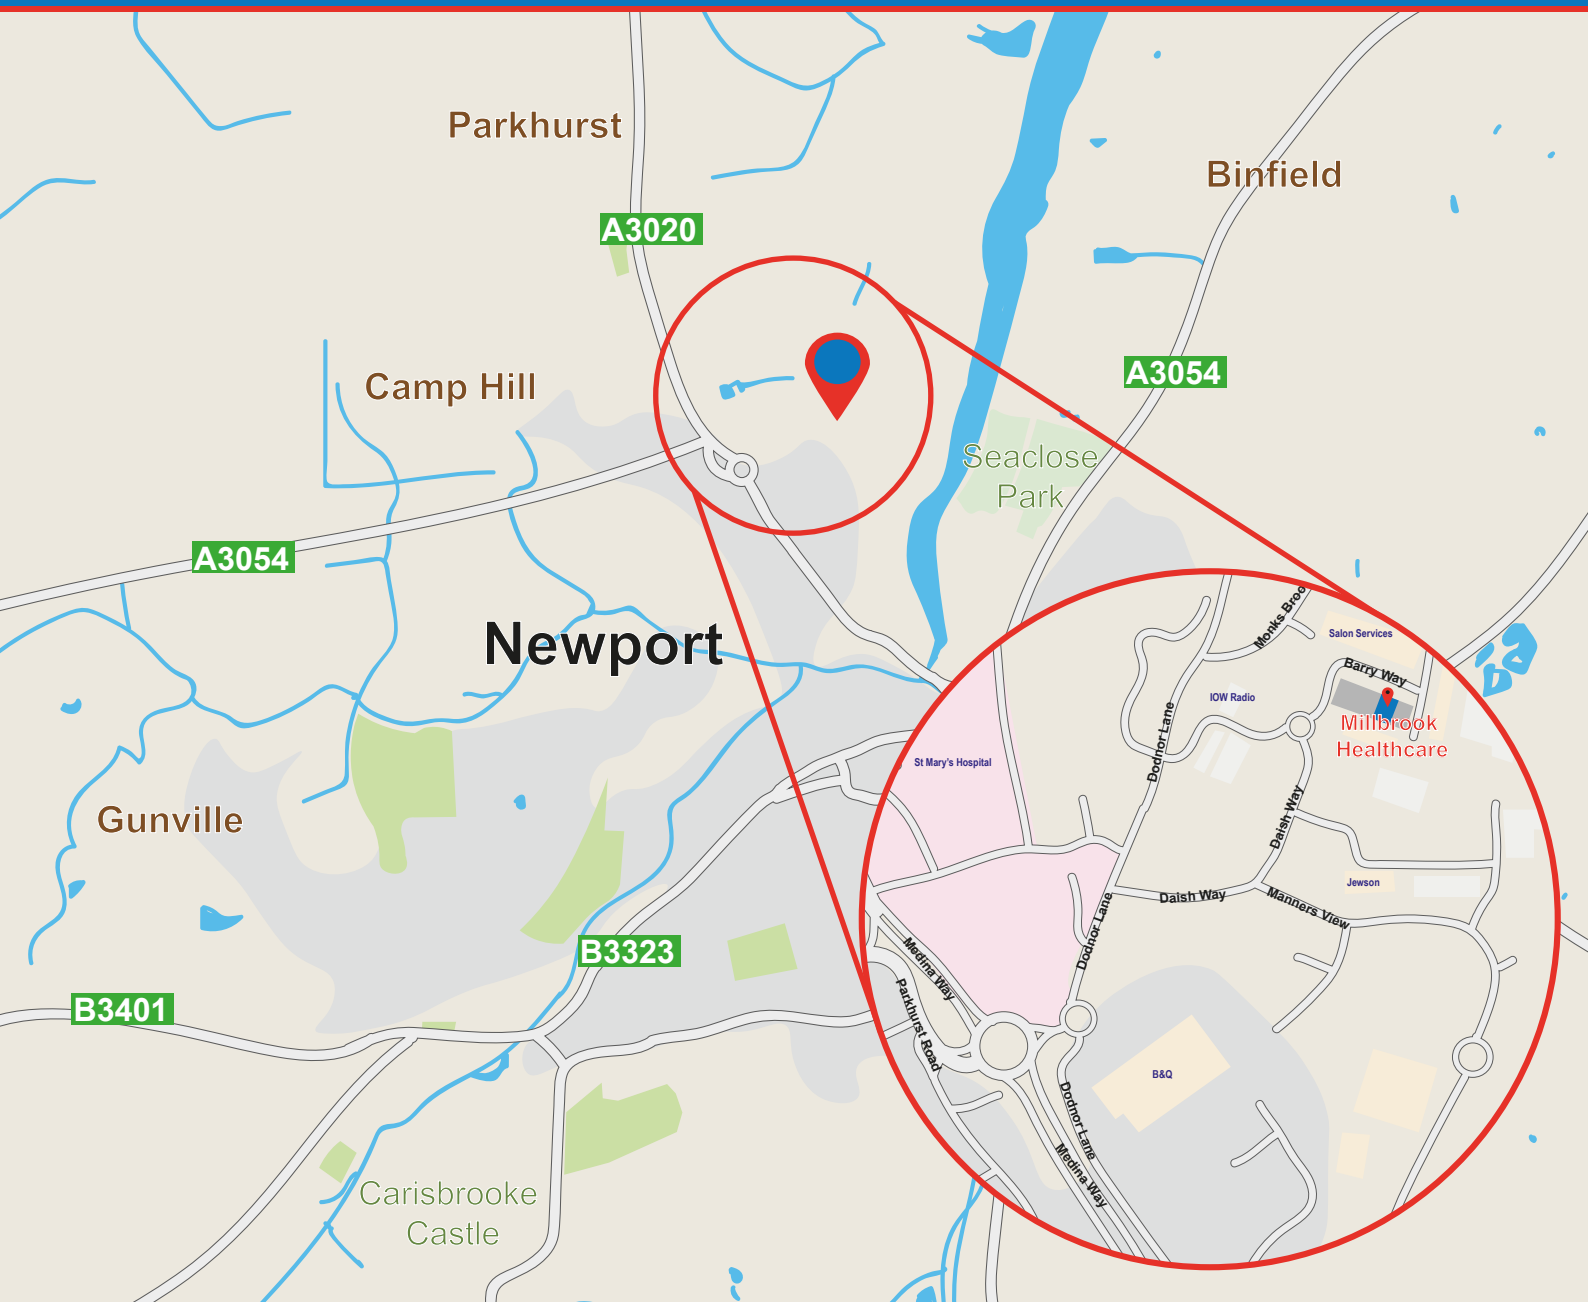 Parkhurst
Binfield
A3020
A3054
Camp Hill
Seaclose
Park
A3054
Newport
Monks Broo
Salon Services
Barry Way
IOW Radio
Millbrook
Healthcare
Dodnor Lane
St Mary's Hospital
Gunville
Daish Way
Jewson
Daish Way
Manners View
Dodnor Lane
B3323
Medina Way
B3401
Parkhurst Road
B&Q
Dodnor Lane
Medina Way
Carisbrooke
Castle